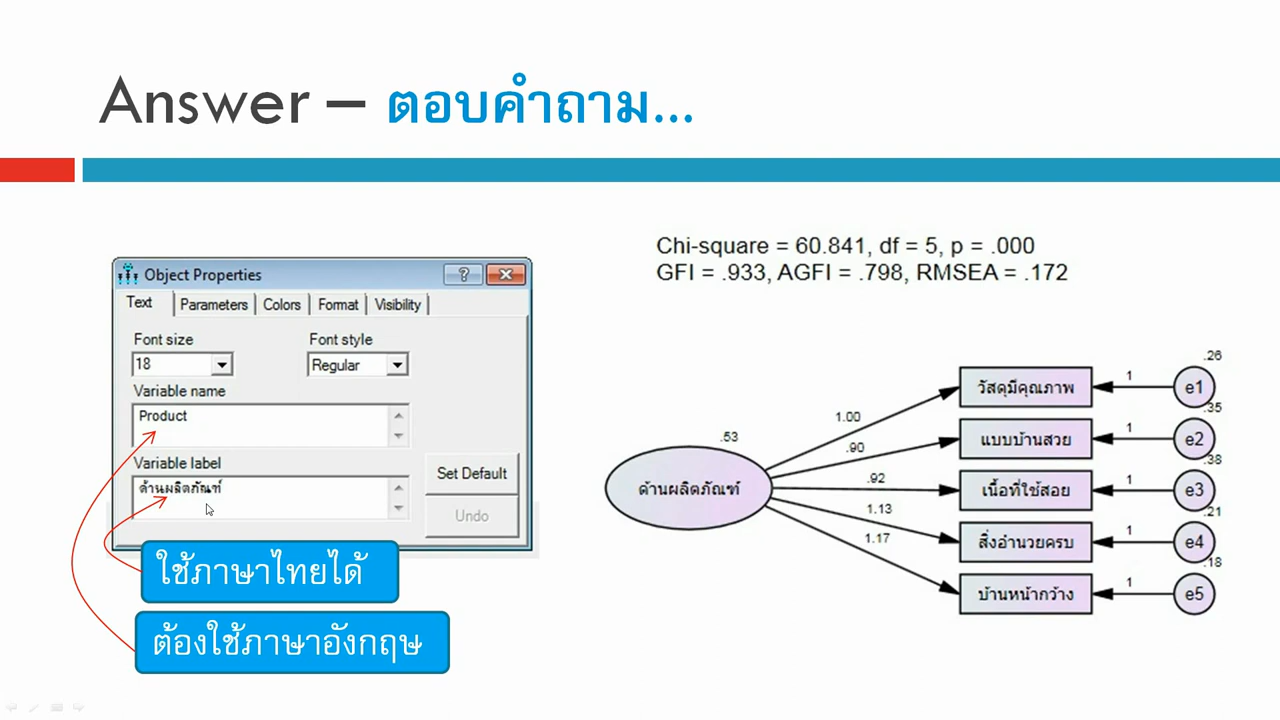 Answer – ตอบคำถาม...
Object Properties
Text Parameters Colors Format Visibility
Font size Font style
18 Regular
Variable name
Product
Variable label
ด้านผลิตภัณฑ์
Set Default
Undo
ใช้ภาษาไทยได้
ต้องใช้ภาษาอังกฤษ
Chi-square = 60.841, df = 5, p = .000
GFI = .933, AGFI = .798, RMSEA = .172
.53
ด้านผลิตภัณฑ์
1.00
.90
.92
1.13
1.17
.26
วัสดุมีคุณภาพ 1 e1
.35
แบบบ้านสวย 1 e2
.38
เนื้อที่ใช้สอย 1 e3
.21
สิ่งอำนวยครบ 1 e4
.18
บ้านหน้ากว้าง 1 e5